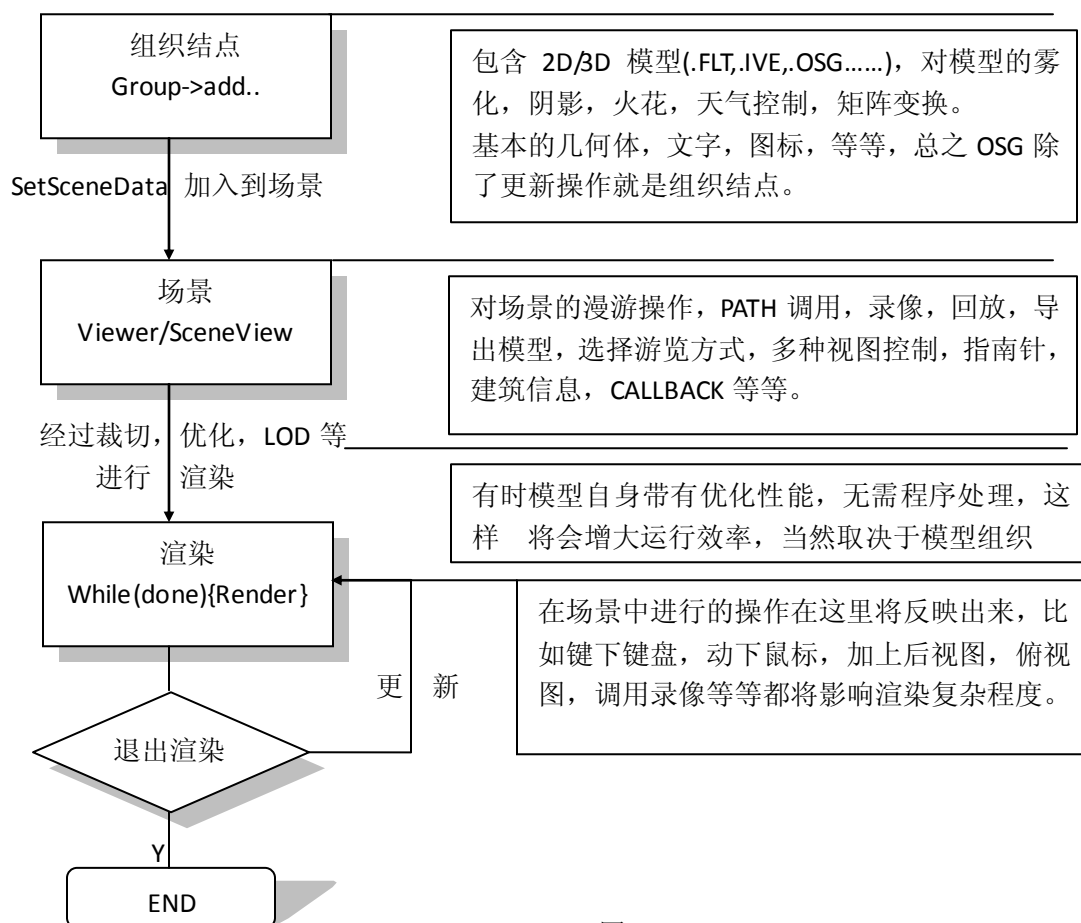 组织结点
Group->add..
包含 2D/3D 模型(.FLT,.IVE,.OSG……)，对模型的雾
化，阴影，火花，天气控制，矩阵变换。
基本的几何体，文字，图标，等等，总之 OSG 除
了更新操作就是组织结点。
SetSceneData 加入到场景
场景
Viewer/SceneView
对场景的漫游操作，PATH 调用，录像，回放，导
出模型，选择游览方式，多种视图控制，指南针，
建筑信息，CALLBACK 等等。
经过裁切，优化，LOD 等
进行 渲染
有时模型自身带有优化性能，无需程序处理，这
样 将会增大运行效率，当然取决于模型组织
渲染
While(done){Render}
在场景中进行的操作在这里将反映出来，比
如键下键盘，动下鼠标，加上后视图，俯视
图，调用录像等等都将影响渲染复杂程度。
更 新
退出渲染
Y
END